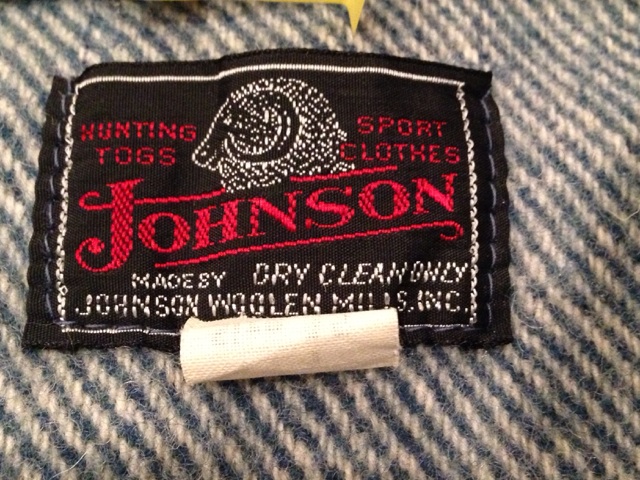 HUNTING TOGS
SPORT CLOTHES
JOHNSON
MADE BY DRY CLEAN ONLY
JOHNSON WOOLEN MILLS, INC.